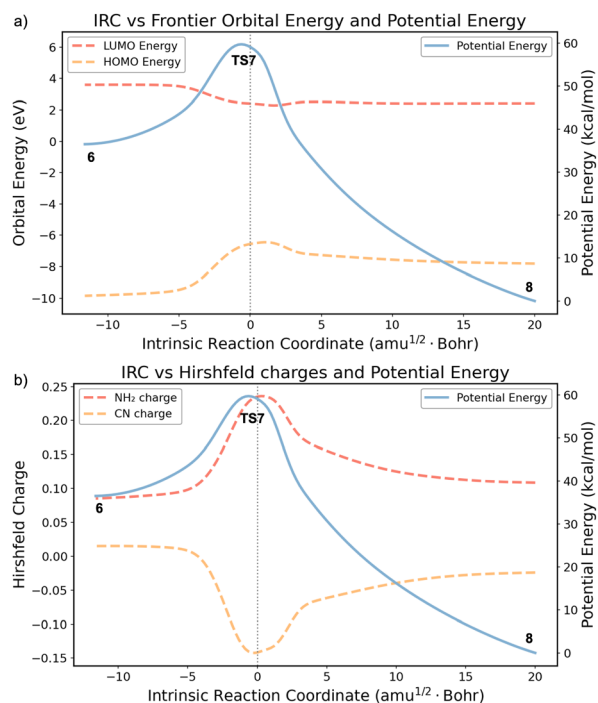 a)
IRC vs Frontier Orbital Energy and Potential Energy
LUMO Energy
HOMO Energy
Potential Energy
TS7
6
8
6
4
2
0
−2
−4
−6
−8
−10
Orbital Energy (eV)
60
50
40
30
20
10
0
Potential Energy (kcal/mol)
−10
−5
0
5
10
15
20
Intrinsic Reaction Coordinate (amu¹ᐟ² · Bohr)
b)
IRC vs Hirshfeld charges and Potential Energy
NH₂ charge
CN charge
Potential Energy
TS7
6
8
0.25
0.20
0.15
0.10
0.05
0.00
−0.05
−0.10
−0.15
Hirshfeld Charge
60
50
40
30
20
10
0
Potential Energy (kcal/mol)
−10
−5
0
5
10
15
20
Intrinsic Reaction Coordinate (amu¹ᐟ² · Bohr)